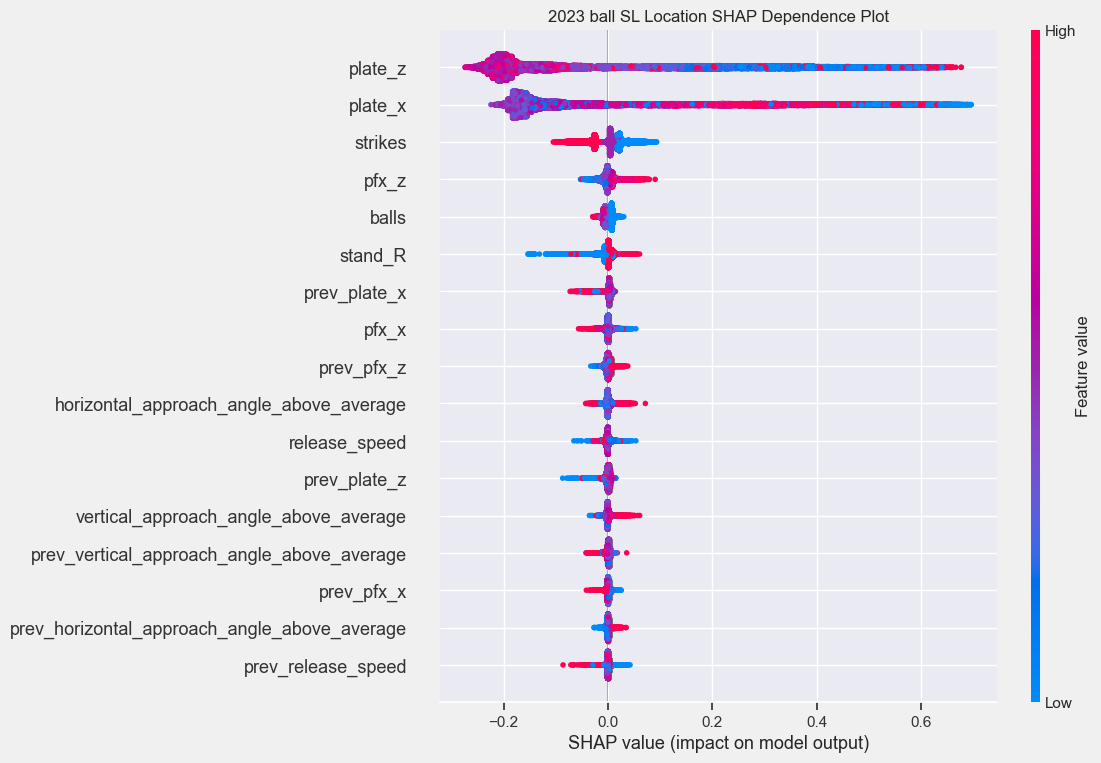 2023 ball SL Location SHAP Dependence Plot
High
plate_z
plate_x
strikes
pfx_z
balls
stand_R
prev_plate_x
pfx_x
prev_pfx_z
horizontal_approach_angle_above_average
release_speed
prev_plate_z
vertical_approach_angle_above_average
prev_vertical_approach_angle_above_average
prev_pfx_x
prev_horizontal_approach_angle_above_average
prev_release_speed
Feature value
Low
−0.2 0.0 0.2 0.4 0.6
SHAP value (impact on model output)